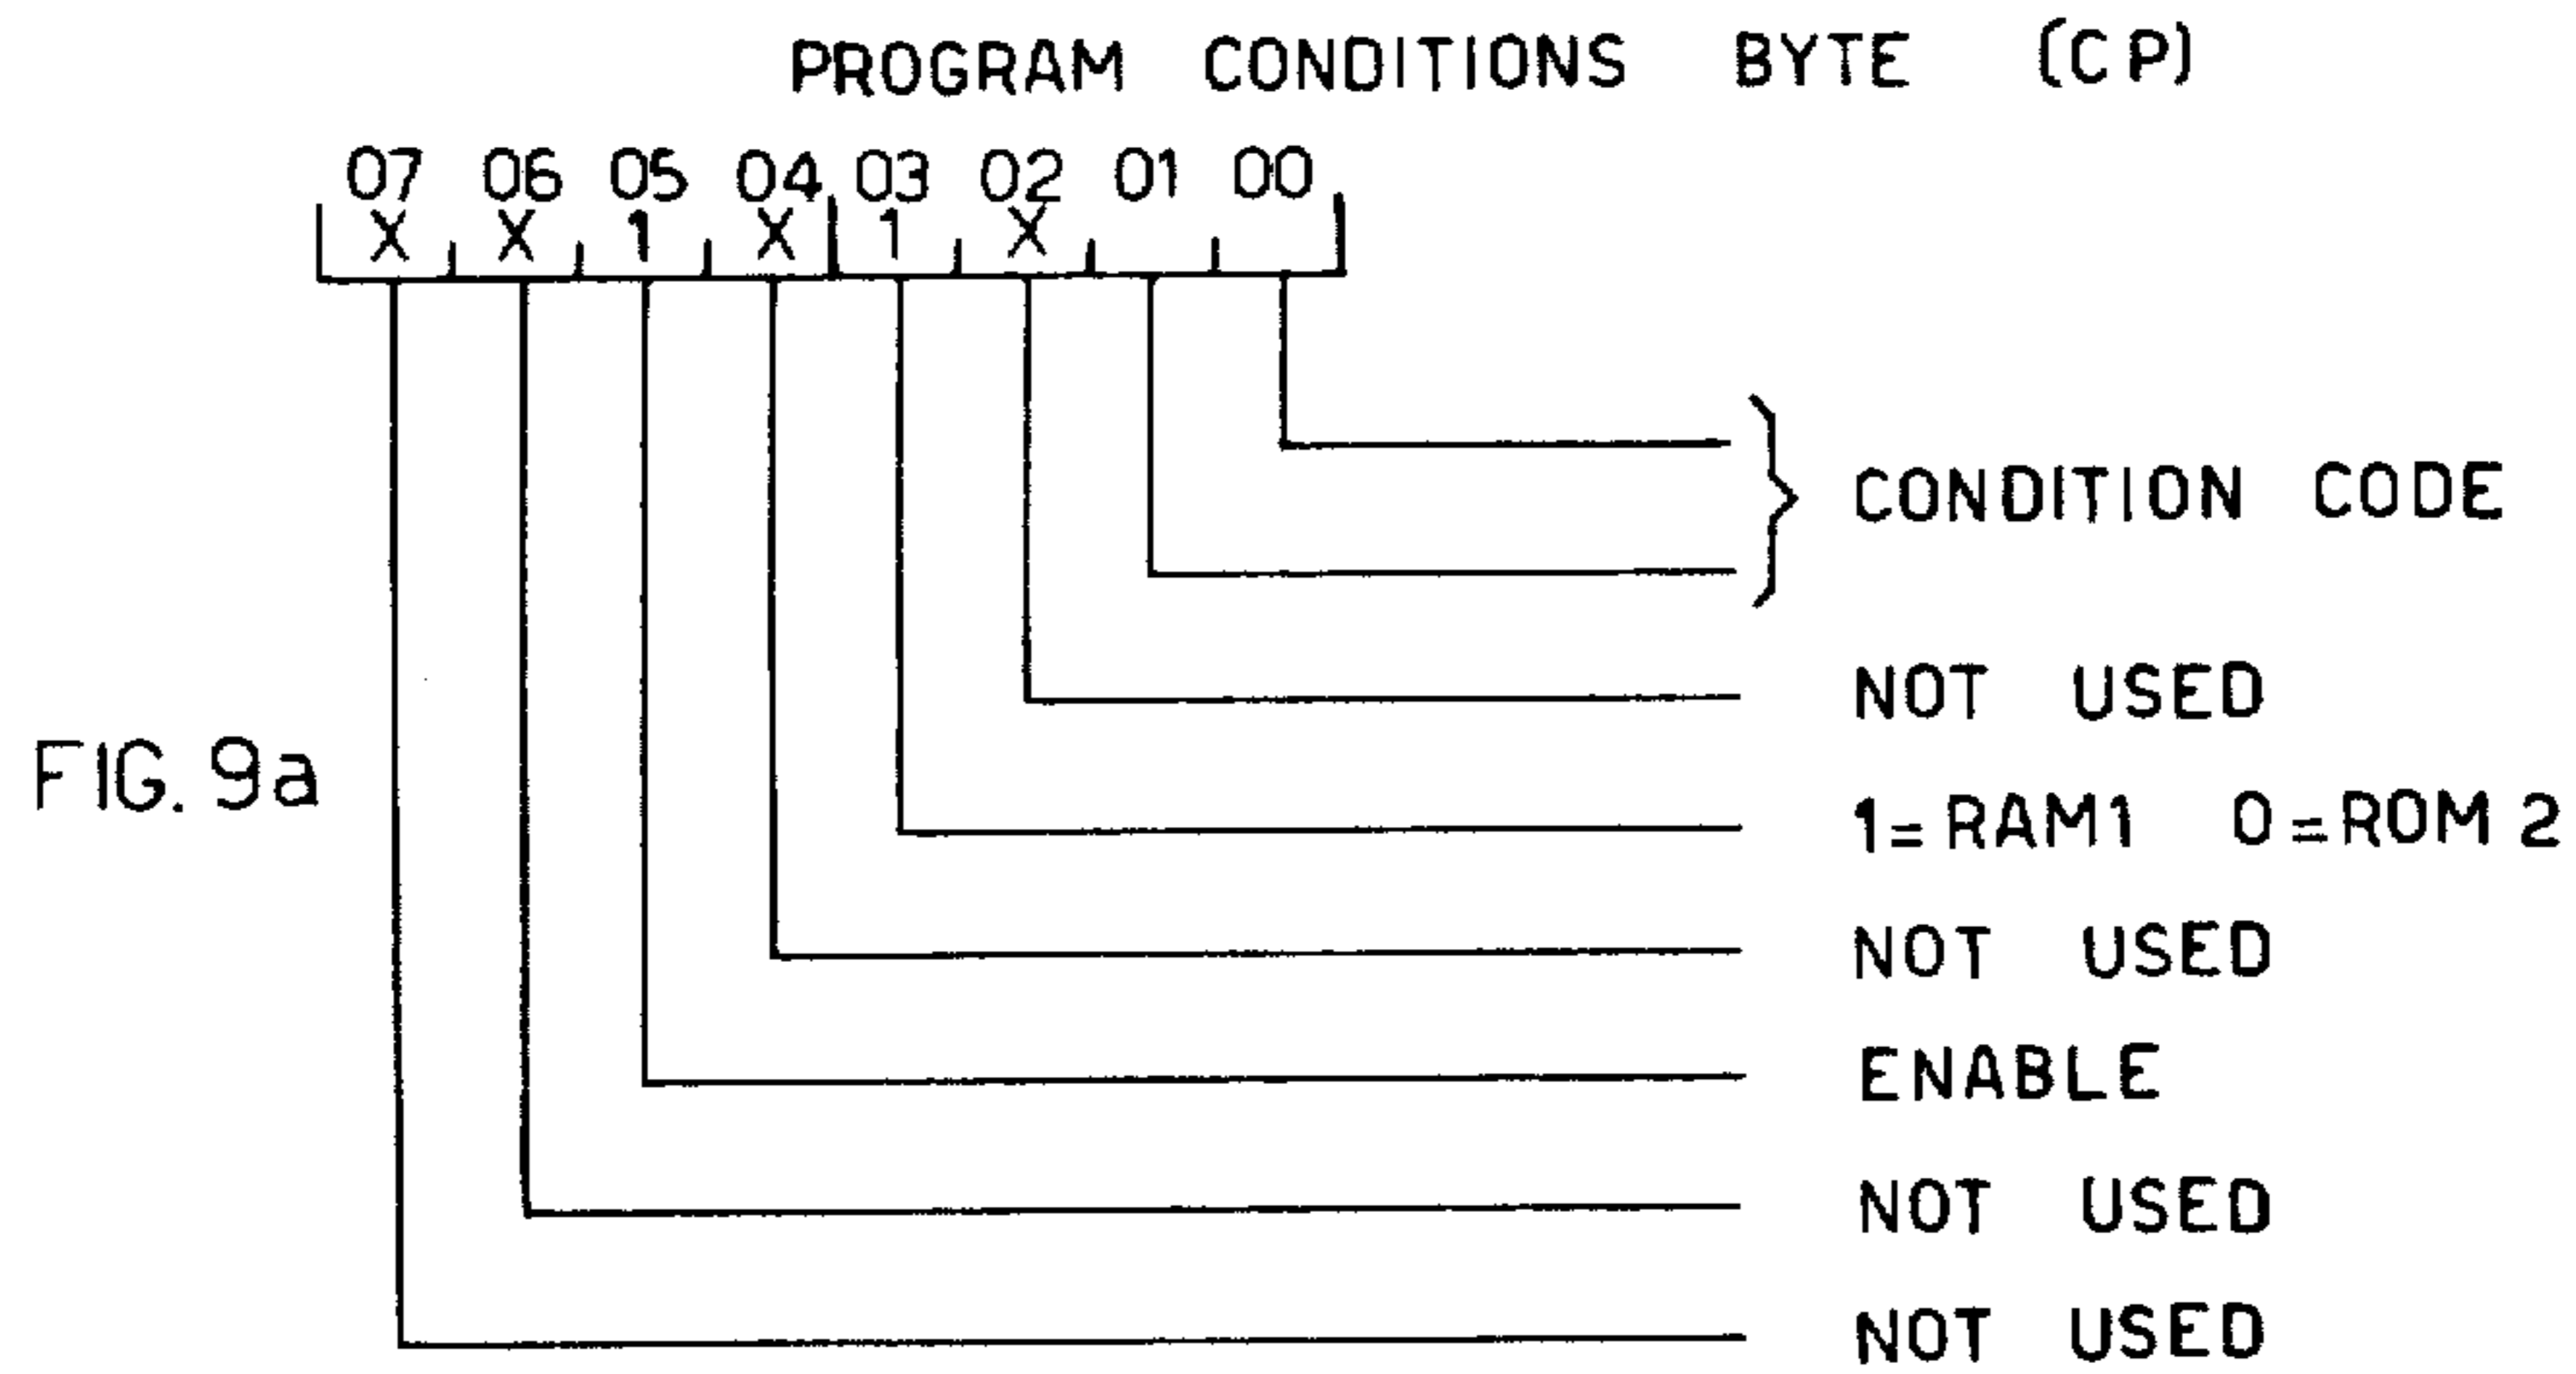 PROGRAM CONDITIONS BYTE (CP)
07 06 05 04 03 02 01 00
X X 1 X 1 X
CONDITION CODE
NOT USED
FIG. 9a
1=RAM1 0=ROM 2
NOT USED
ENABLE
NOT USED
NOT USED